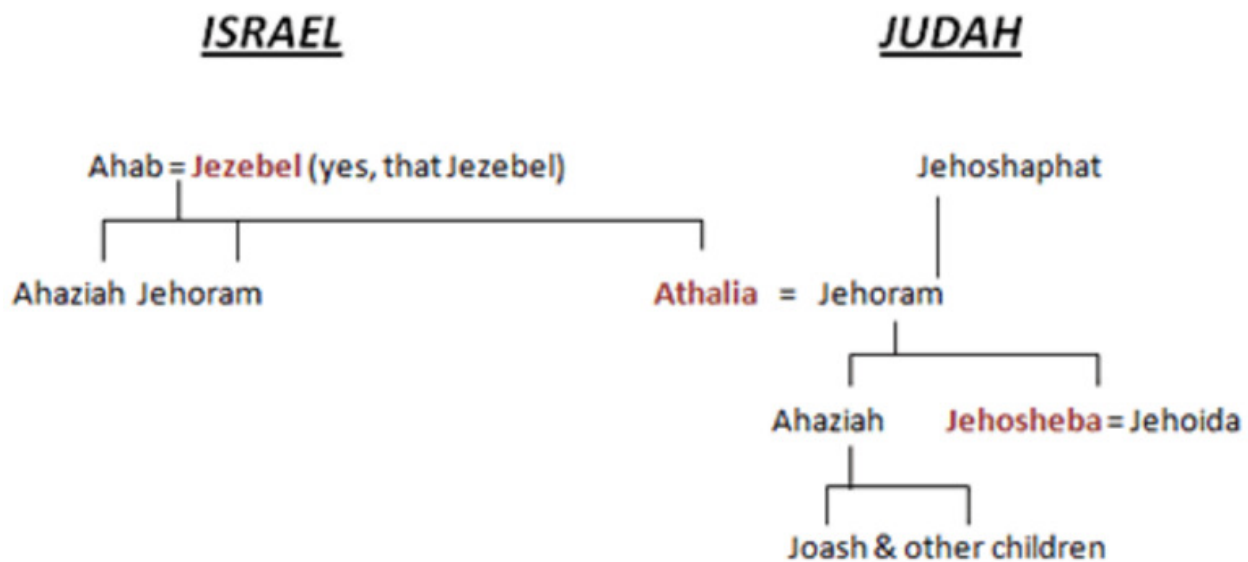 ISRAEL JUDAH
Ahab = Jezebel (yes, that Jezebel) Jehoshaphat
Ahaziah Jehoram Athalia = Jehoram
Ahaziah Jehosheba = Jehoida
Joash & other children